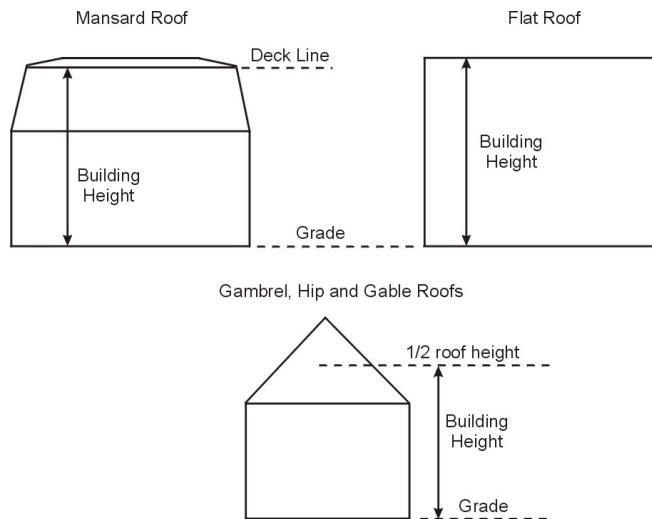 Mansard Roof
Flat Roof
Deck Line
Building
Height
Building
Height
Grade
Gambrel, Hip and Gable Roofs
1/2 roof height
Building
Height
Grade